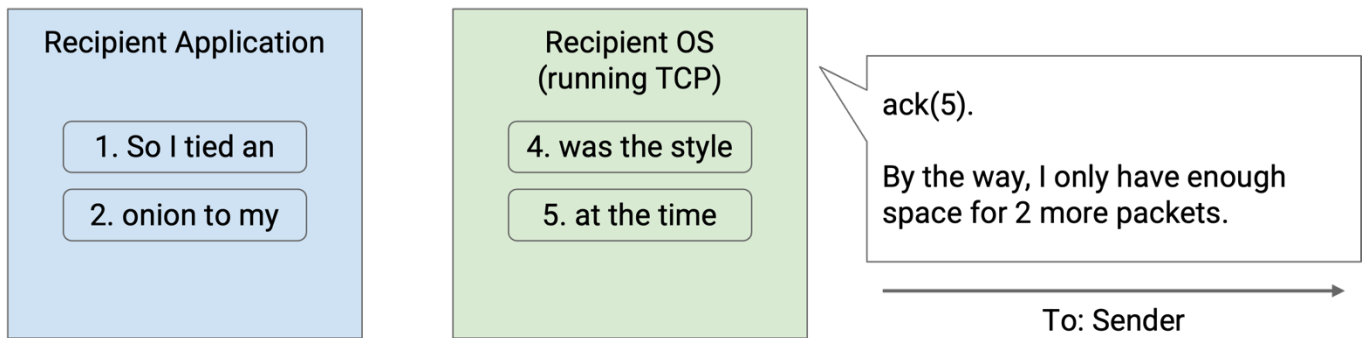 Recipient Application
1. So I tied an
2. onion to my
Recipient OS
(running TCP)
4. was the style
5. at the time
ack(5).
By the way, I only have enough
space for 2 more packets.
To: Sender